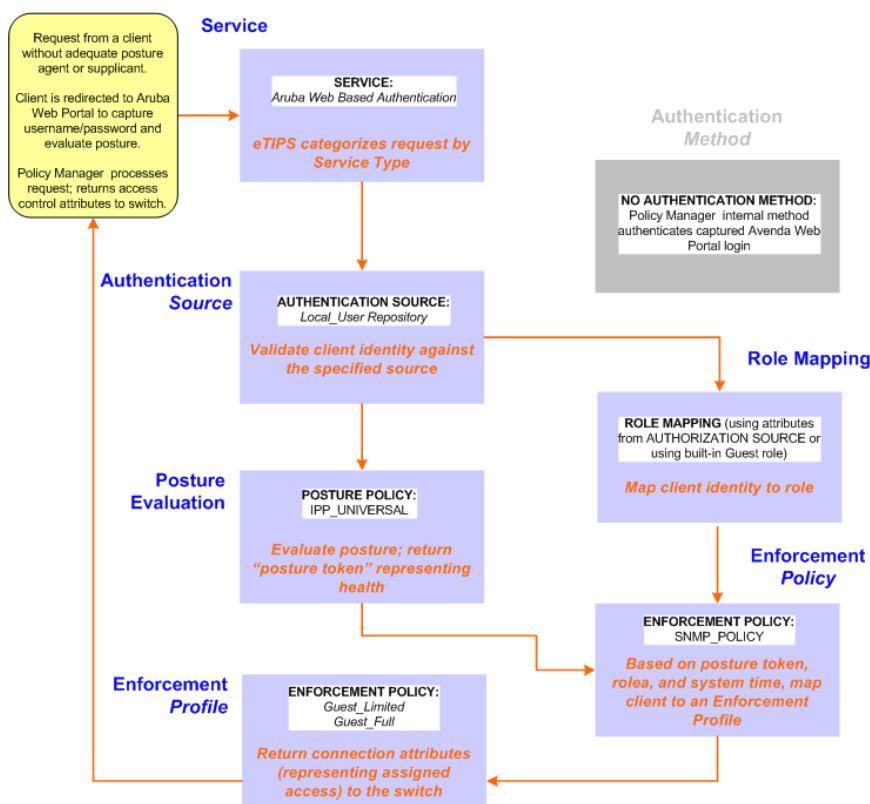 Service
Request from a client
without adequate posture
agent or supplicant.
Client is redirected to Aruba
Web Portal to capture
username/password and
evaluate posture.
Policy Manager processes
request; returns access
control attributes to switch.
SERVICE:
Aruba Web Based Authentication
eTIPS categorizes request by
Service Type
Authentication
Method
NO AUTHENTICATION METHOD:
Policy Manager internal method
authenticates captured Avenda Web
Portal login
Authentication
Source
AUTHENTICATION SOURCE:
Local_User Repository
Validate client identity against
the specified source
Role Mapping
ROLE MAPPING (using attributes
from AUTHORIZATION SOURCE or
using built-in Guest role)
Map client identity to role
Posture
Evaluation
POSTURE POLICY:
IPP_UNIVERSAL
Evaluate posture; return
“posture token” representing
health
Enforcement
Policy
ENFORCEMENT POLICY:
SNMP_POLICY
Based on posture token,
rolea, and system time, map
client to an Enforcement
Profile
Enforcement
Profile
ENFORCEMENT POLICY:
Guest_Limited
Guest_Full
Return connection attributes
(representing assigned
access) to the switch